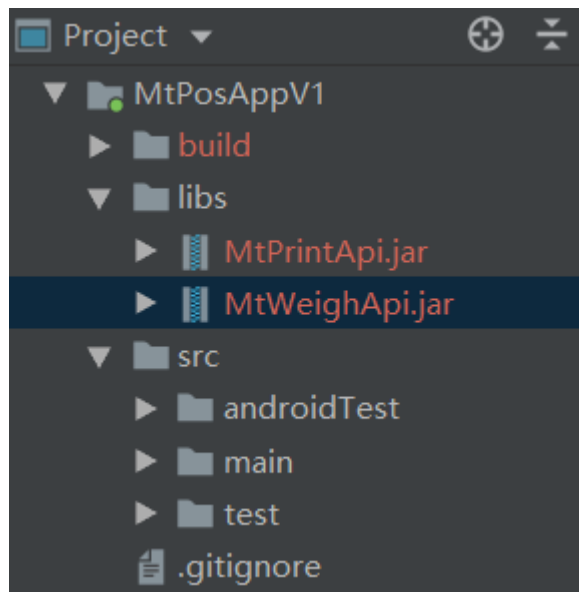 Project
MtPosAppV1
build
libs
MtPrintApi.jar
MtWeighApi.jar
src
androidTest
main
test
.gitignore